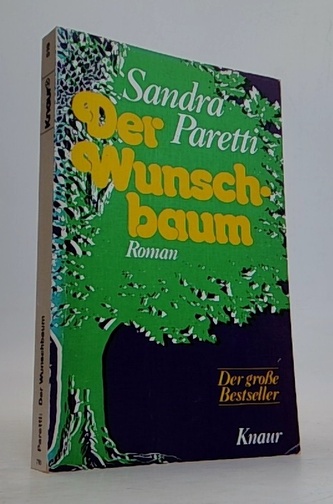 Sandra
Der Paretti
Wunsch-
baum
Roman
Der große
Bestseller
Knaur
Knaur®
Paretti: Der Wunschbaum